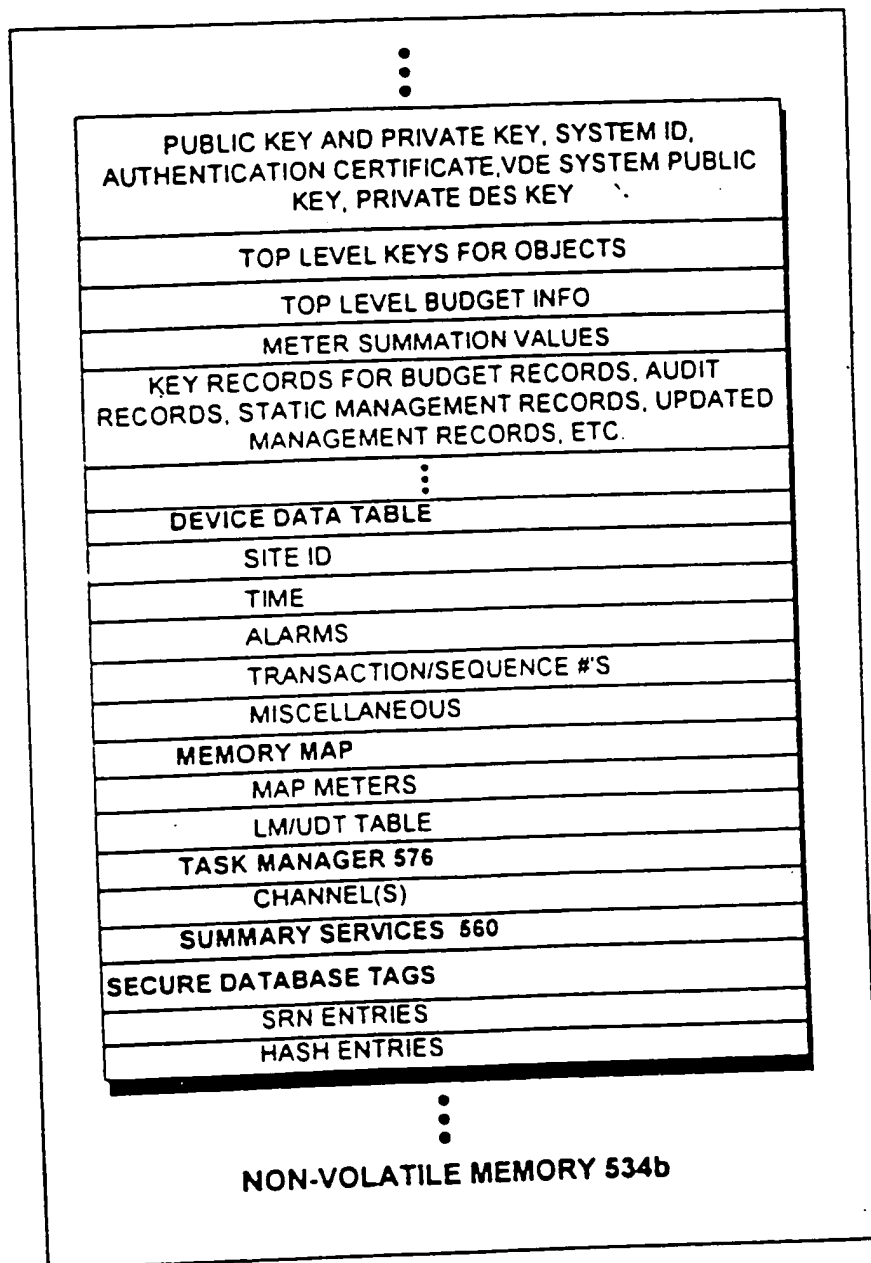 PUBLIC KEY AND PRIVATE KEY, SYSTEM ID,
AUTHENTICATION CERTIFICATE,VDE SYSTEM PUBLIC
KEY, PRIVATE DES KEY
TOP LEVEL KEYS FOR OBJECTS
TOP LEVEL BUDGET INFO
METER SUMMATION VALUES
KEY RECORDS FOR BUDGET RECORDS, AUDIT
RECORDS, STATIC MANAGEMENT RECORDS, UPDATED
MANAGEMENT RECORDS, ETC.
DEVICE DATA TABLE
SITE ID
TIME
ALARMS
TRANSACTION/SEQUENCE #'S
MISCELLANEOUS
MEMORY MAP
MAP METERS
LM/UDT TABLE
TASK MANAGER 576
CHANNEL(S)
SUMMARY SERVICES 560
SECURE DATABASE TAGS
SRN ENTRIES
HASH ENTRIES
NON-VOLATILE MEMORY 534b